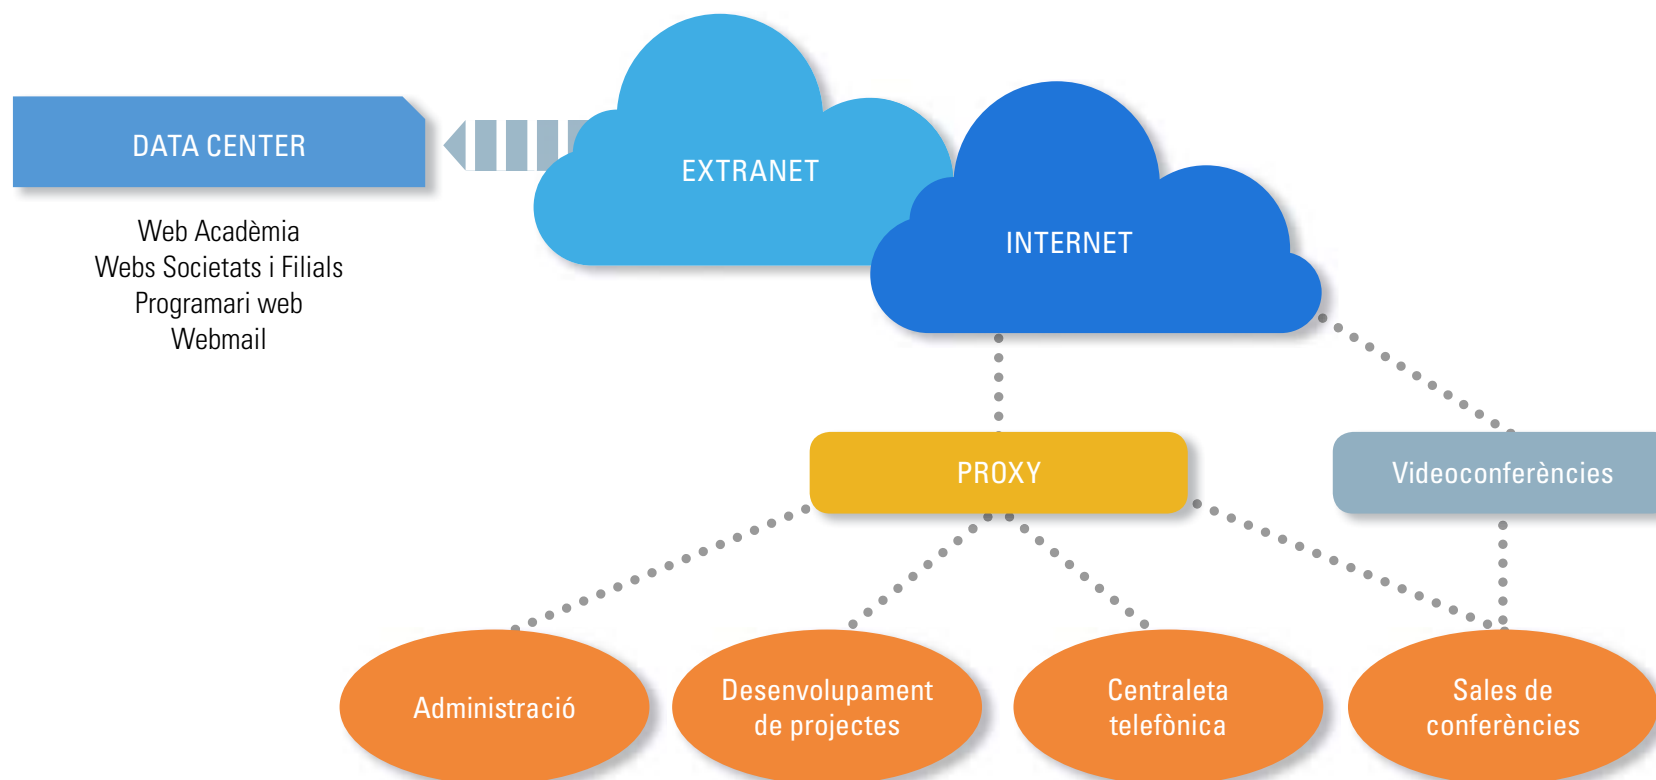 DATA CENTER
Web Acadèmia
Webs Societats i Filials
Programari web
Webmail
EXTRANET
INTERNET
PROXY
Videoconferències
Administració
Desenvolupament
de projectes
Centraleta
telefònica
Sales de
conferències